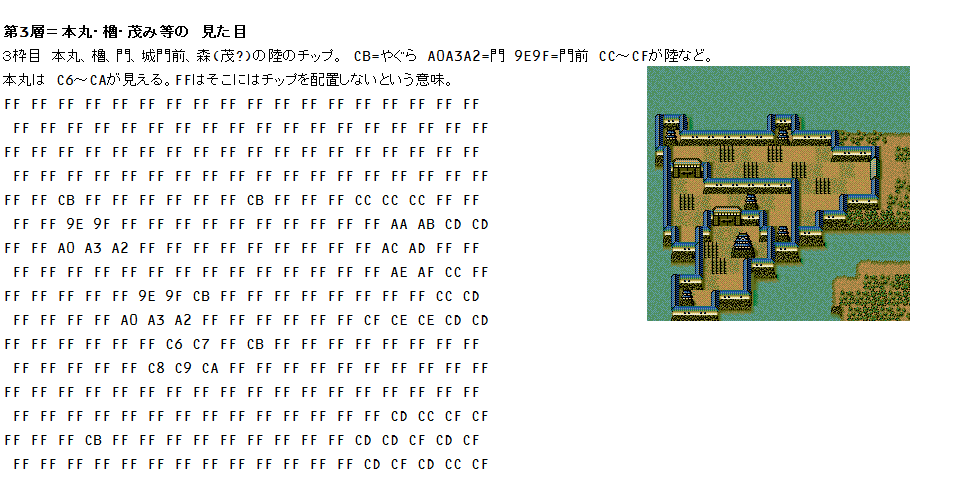 第3層=本丸・櫓・茂み等の 見た目
3枠目 本丸、櫓、門、城門前、森(茂?)の陸のチップ。 CB=やぐら A0A3A2=門 9E9F=門前 CC～CFが陸など。
本丸は C6～CAが見える。FFはそこにはチップを配置しないという意味。
FF FF FF FF FF FF FF FF FF FF FF FF FF FF FF FF FF FF
FF FF FF FF FF FF FF FF FF FF FF FF FF FF FF FF FF FF
FF FF FF FF FF FF FF FF FF FF FF FF FF FF FF FF FF FF
FF FF FF FF FF FF FF FF FF FF FF FF FF FF FF FF FF FF
FF FF CB FF FF FF FF FF FF CB FF FF FF CC CC CC FF FF
FF FF 9E 9F FF FF FF FF FF FF FF FF FF FF AA AB CD CD
FF FF A0 A3 A2 FF FF FF FF FF FF FF FF FF AC AD FF FF
FF FF FF FF FF FF FF FF FF FF FF FF FF FF AE AF CC FF
FF FF FF FF FF 9E 9F CB FF FF FF FF FF FF FF FF CC CD
FF FF FF FF A0 A3 A2 FF FF FF FF FF FF CF CE CE CD CD
FF FF FF FF FF FF C6 C7 FF CB FF FF FF FF FF FF FF FF
FF FF FF FF FF C8 C9 CA FF FF FF FF FF FF FF FF FF FF
FF FF FF FF FF FF FF FF FF FF FF FF FF FF FF FF FF FF
FF FF FF FF FF FF FF FF FF FF FF FF FF FF CD CC CF CF
FF FF FF CB FF FF FF FF FF FF FF FF FF CD CD CF CD CF
FF FF FF FF FF FF FF FF FF FF FF FF FF CD CF CD CC CF